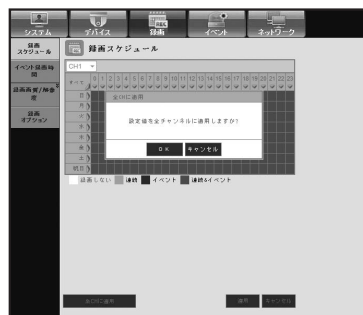 システム
デバイス
録画
イベント
ネットワーク
REC
録画
スケジュール
イベント録画時
間
録画画質/解像
度
録画
オプション
録画スケジュール
CH1
すべて
0 1 2 3 4 5 6 7 8 9 10 11 12 13 14 15 16 17 18 19 20 21 22 23
日
月
火
水
木
金
土
祝日
全CHに適用
設定値を全チャンネルに適用しますか?
OK キャンセル
録画しない 連続 イベント 連続&イベント
全CHに適用 適用 キャンセル